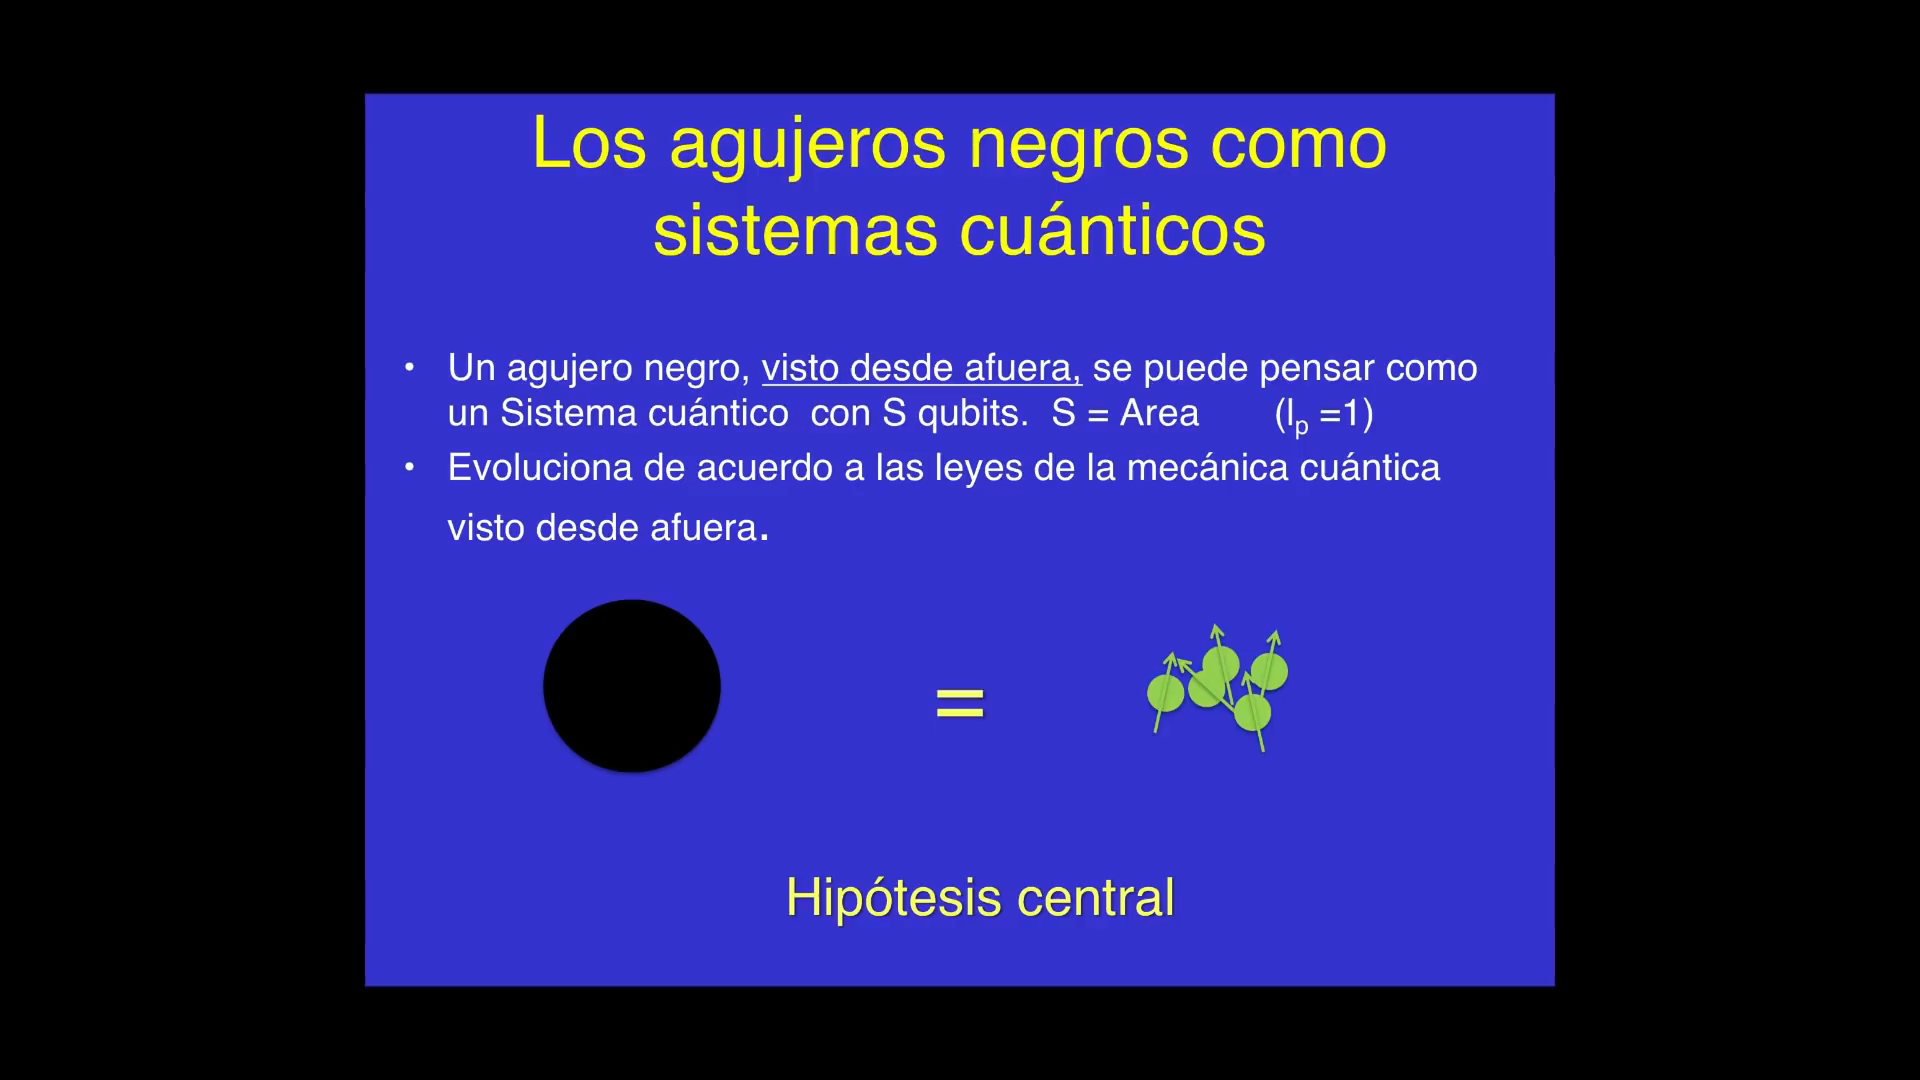 Los agujeros negros como
sistemas cuánticos
• Un agujero negro, visto desde afuera, se puede pensar como
un Sistema cuántico con S qubits. S = Area (lp =1)
• Evoluciona de acuerdo a las leyes de la mecánica cuántica
visto desde afuera.
=
Hipótesis central